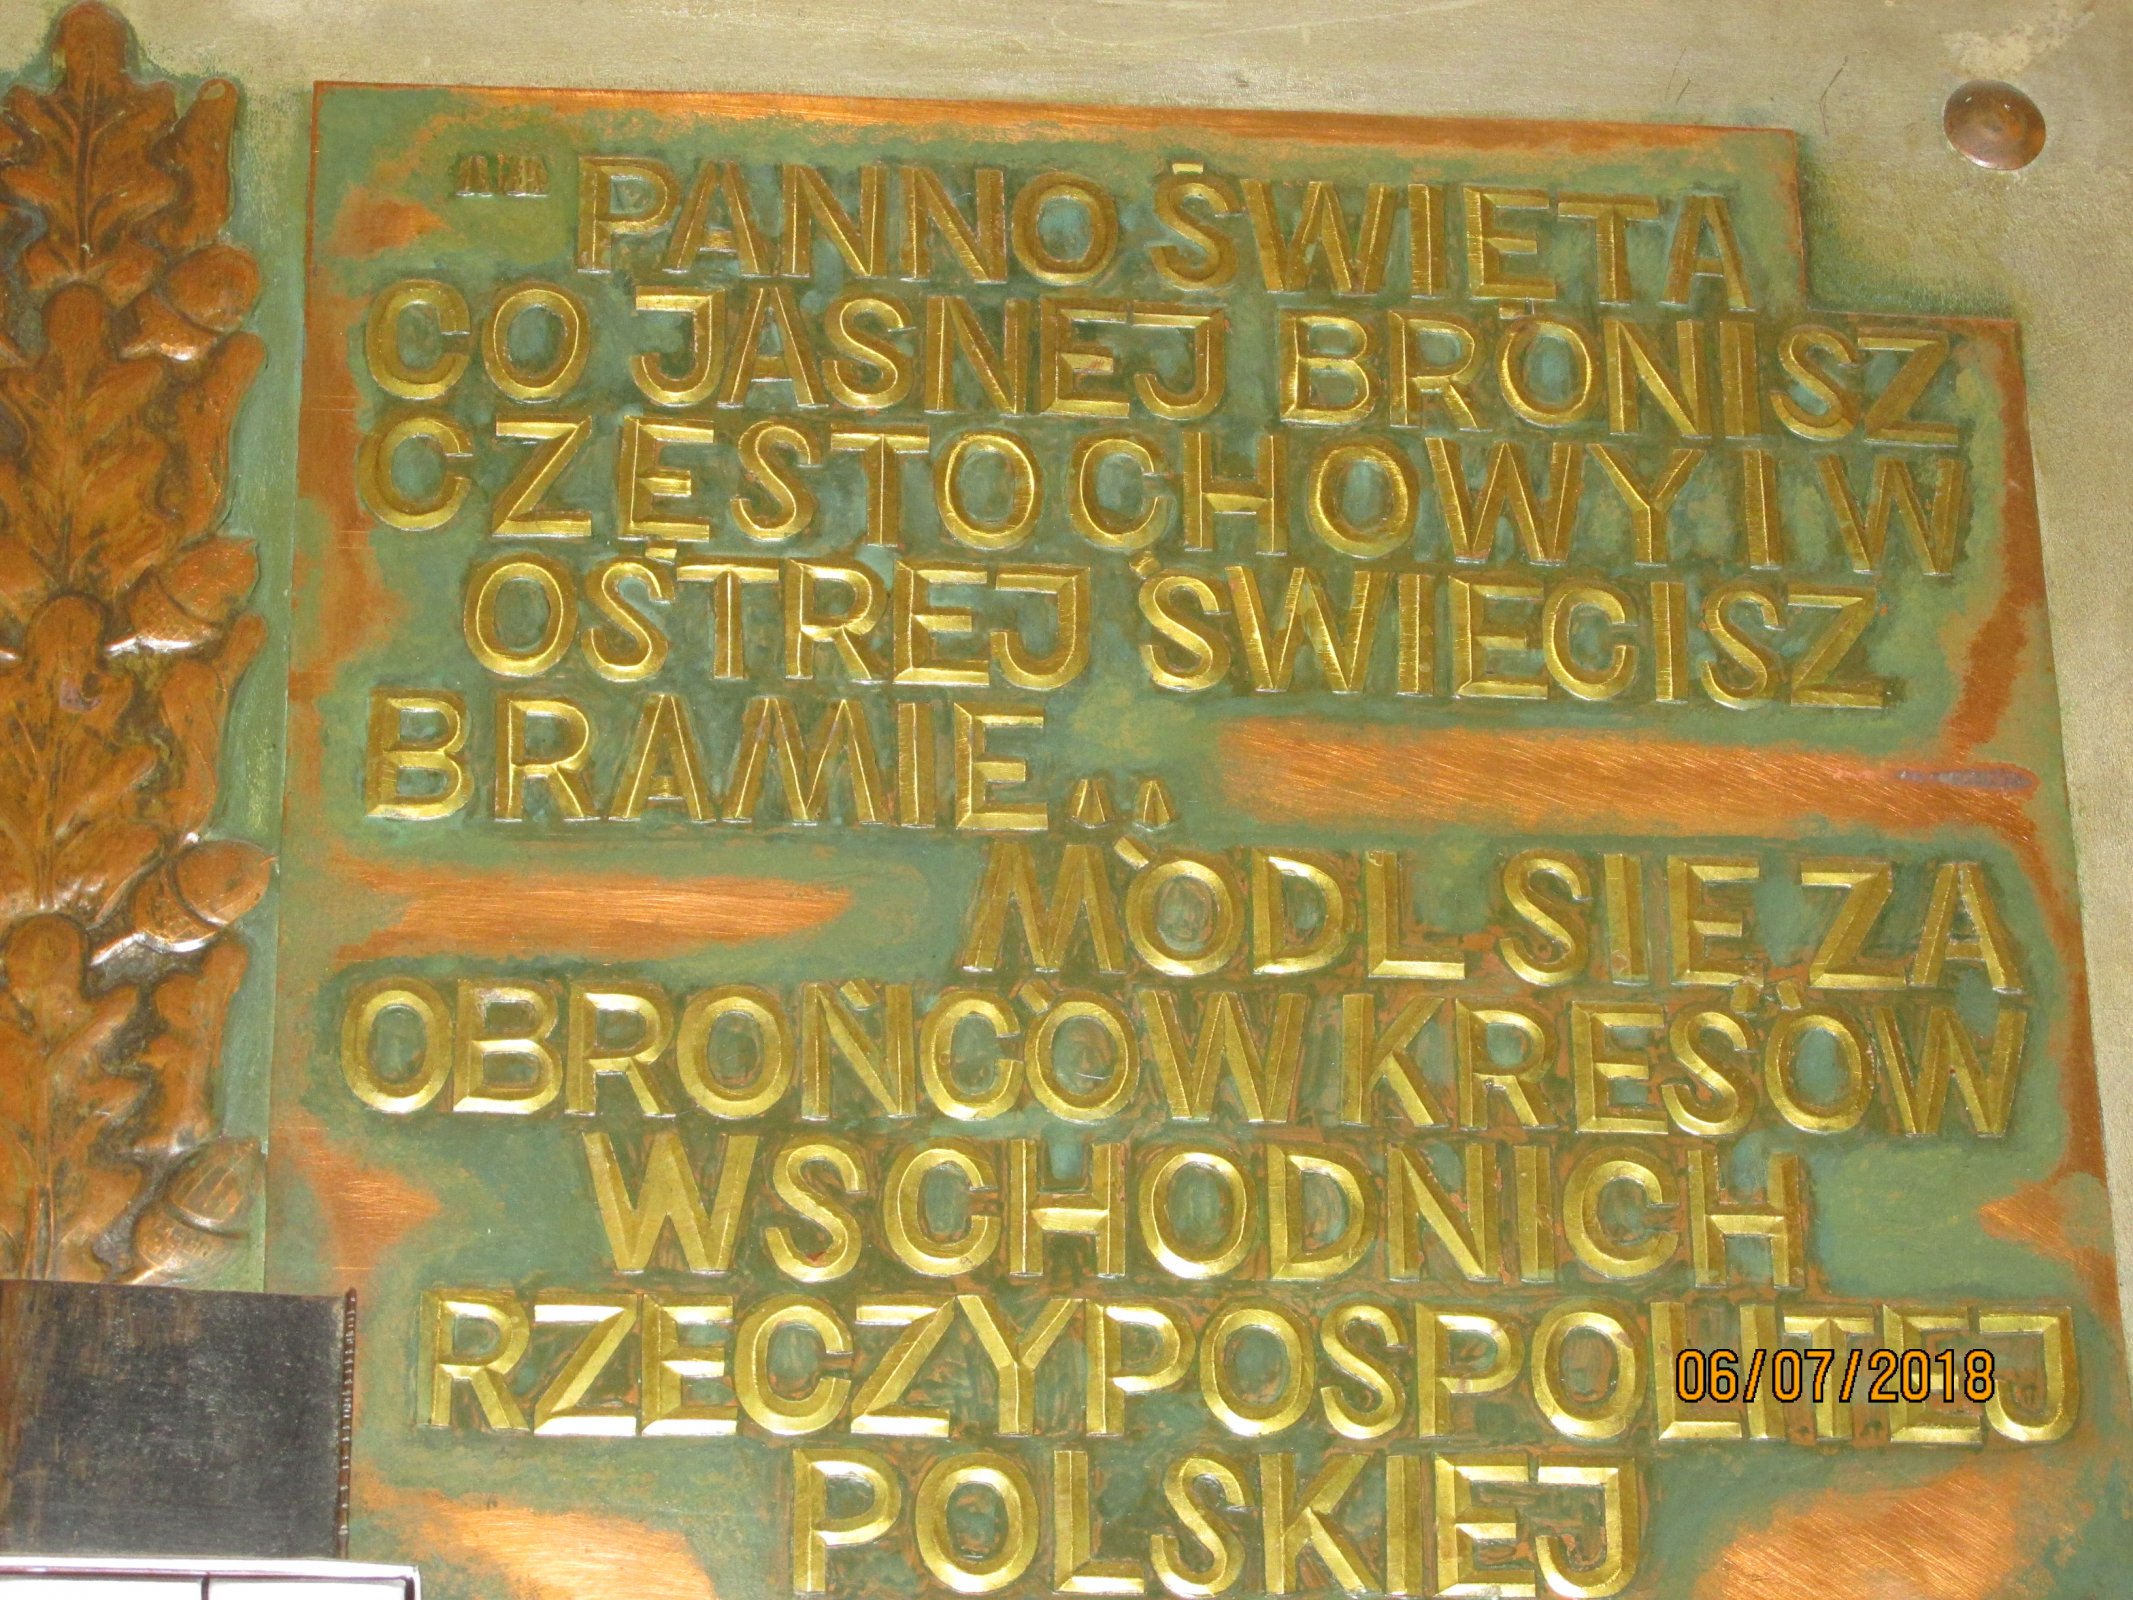 "PANNO ŚWIĘTA
CO JASNEJ BRONISZ
CZĘSTOCHOWY I W
OSTREJ ŚWIECISZ
BRAMIE"
MÓDL SIĘ ZA
OBROŃCÓW KRESÓW
WSCHODNICH
RZECZYPOSPOLITEJ
POLSKIEJ
06/07/2018